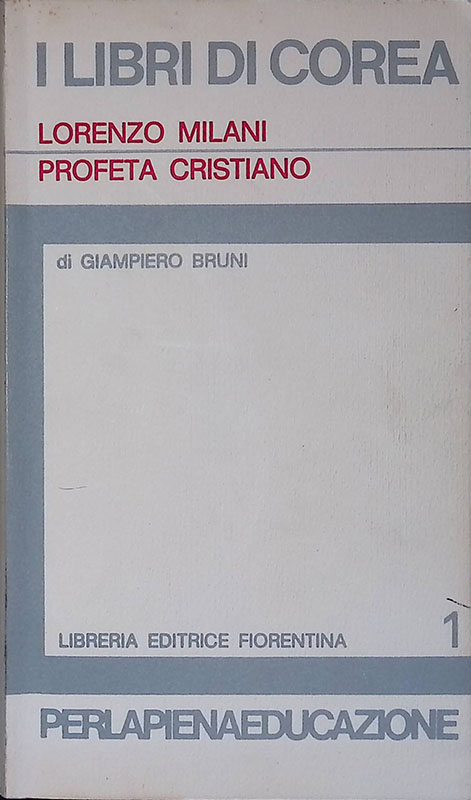 I LIBRI DI COREA
LORENZO MILANI
PROFETA CRISTIANO
di GIAMPIERO BRUNI
LIBRERIA EDITRICE FIORENTINA
1
PERLAPIENAEDUCAZIONE